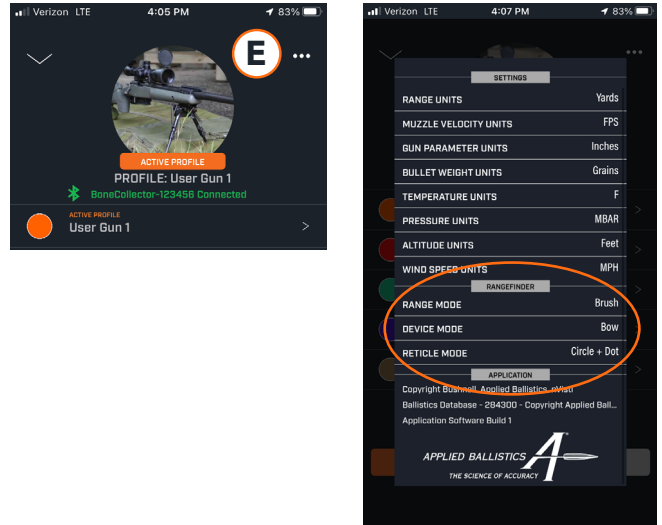 Verizon LTE 4:05 PM 83%
E
ACTIVE PROFILE
PROFILE: User Gun 1
BoneCollector-123456 Connected
ACTIVE PROFILE
User Gun 1
Verizon LTE 4:07 PM 83%
SETTINGS
RANGE UNITS Yards
MUZZLE VELOCITY UNITS FPS
GUN PARAMETER UNITS Inches
BULLET WEIGHT UNITS Grains
TEMPERATURE UNITS F
PRESSURE UNITS MBAR
ALTITUDE UNITS Feet
WIND SPEED UNITS MPH
RANGEFINDER
RANGE MODE Brush
DEVICE MODE Bow
RETICLE MODE Circle + Dot
APPLICATION
Copyright Bushnell, Applied Ballistics, nVisti
Ballistics Database - 284300 - Copyright Applied Ball...
Application Software Build 1
APPLIED BALLISTICS
THE SCIENCE OF ACCURACY